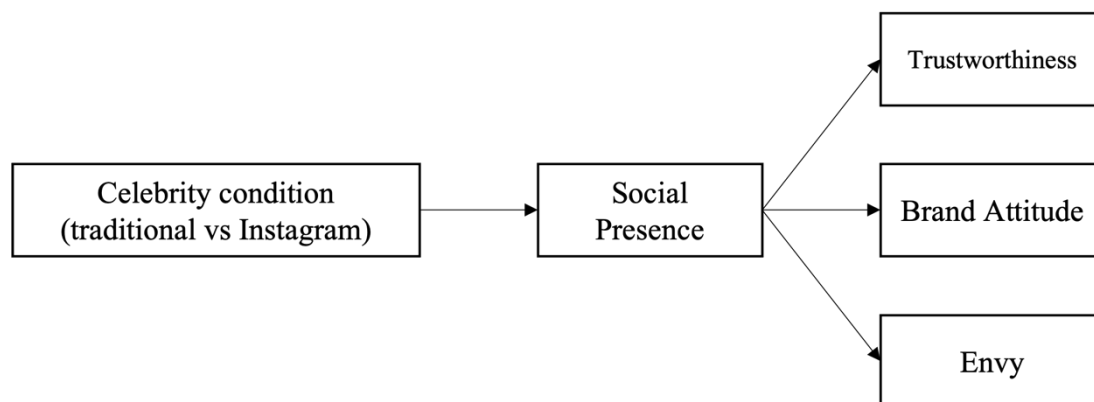 Trustworthiness
Celebrity condition
(traditional vs Instagram)
Social
Presence
Brand Attitude
Envy